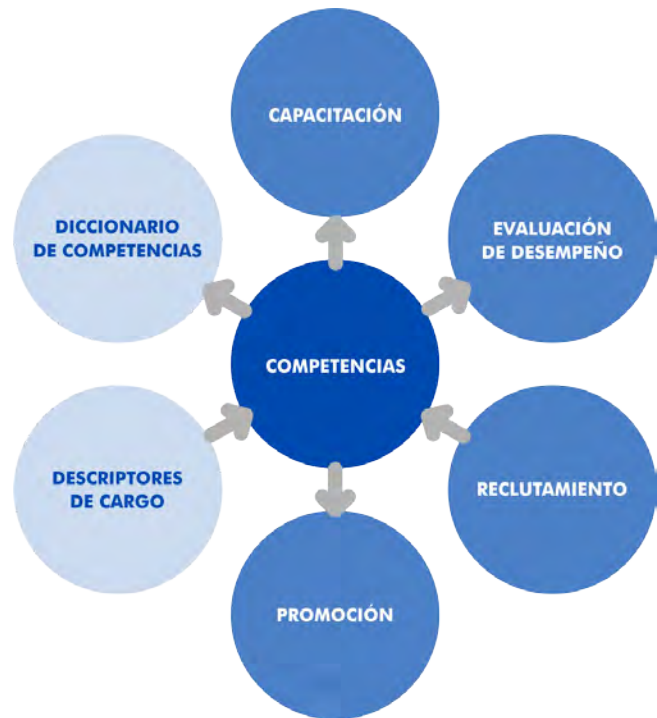 CAPACITACIÓN
DICCIONARIO
DE COMPETENCIAS
EVALUACIÓN
DE DESEMPEÑO
COMPETENCIAS
DESCRIPTORES
DE CARGO
RECLUTAMIENTO
PROMOCIÓN